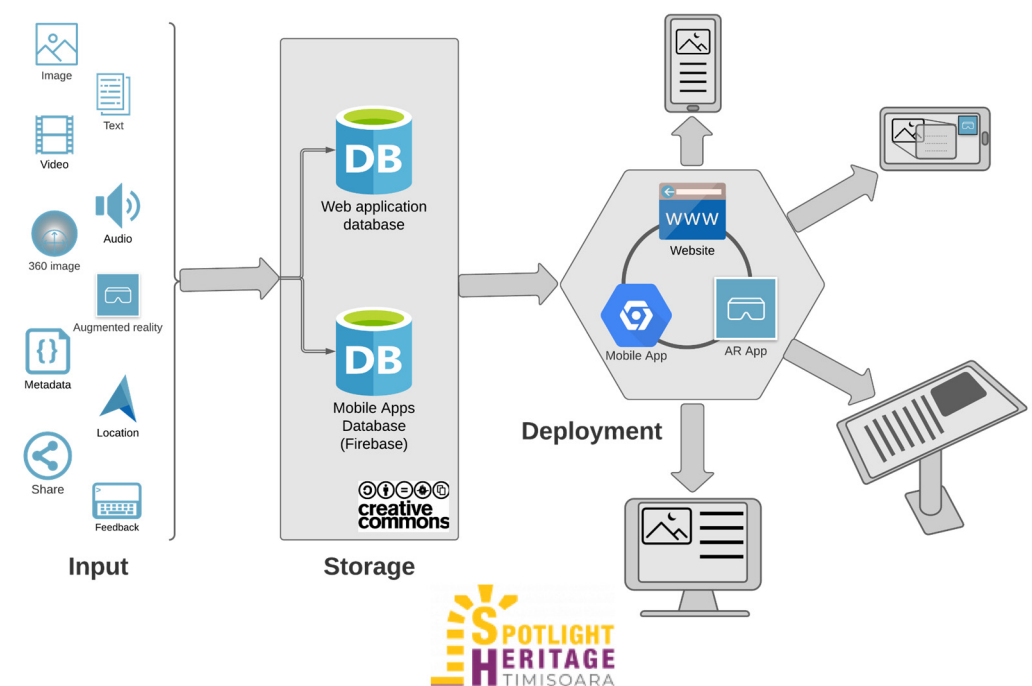 Image
Text
Video
Audio
360 image
Augmented reality
{}
Metadata
Location
Share
>
Feedback
Input
DB
Web application
database
DB
Mobile Apps
Database
(Firebase)
creative
commons
Storage
WWW
Website
Mobile App
AR App
Deployment
SPOTLIGHT
HERITAGE
TIMISOARA